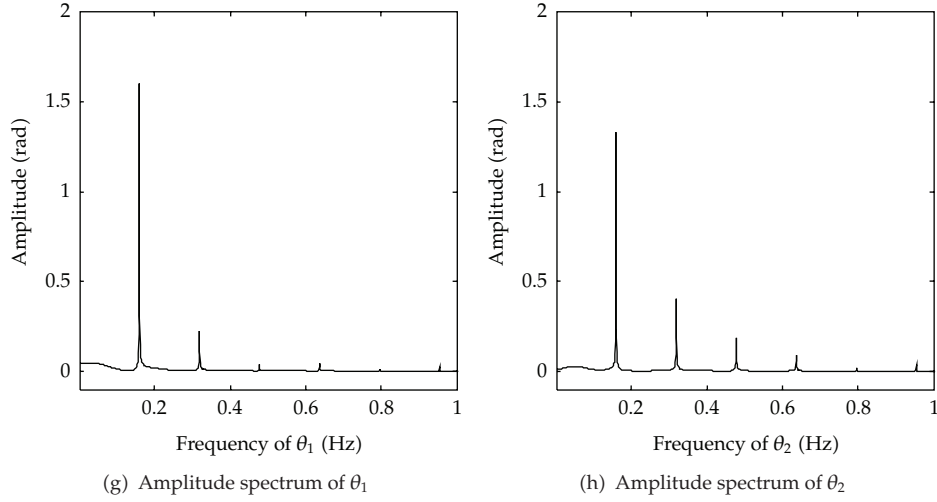 2
1.5
1
0.5
0
Amplitude (rad)
0.2 0.4 0.6 0.8 1
Frequency of θ1 (Hz)
(g) Amplitude spectrum of θ1
2
1.5
1
0.5
0
Amplitude (rad)
0.2 0.4 0.6 0.8 1
Frequency of θ2 (Hz)
(h) Amplitude spectrum of θ2